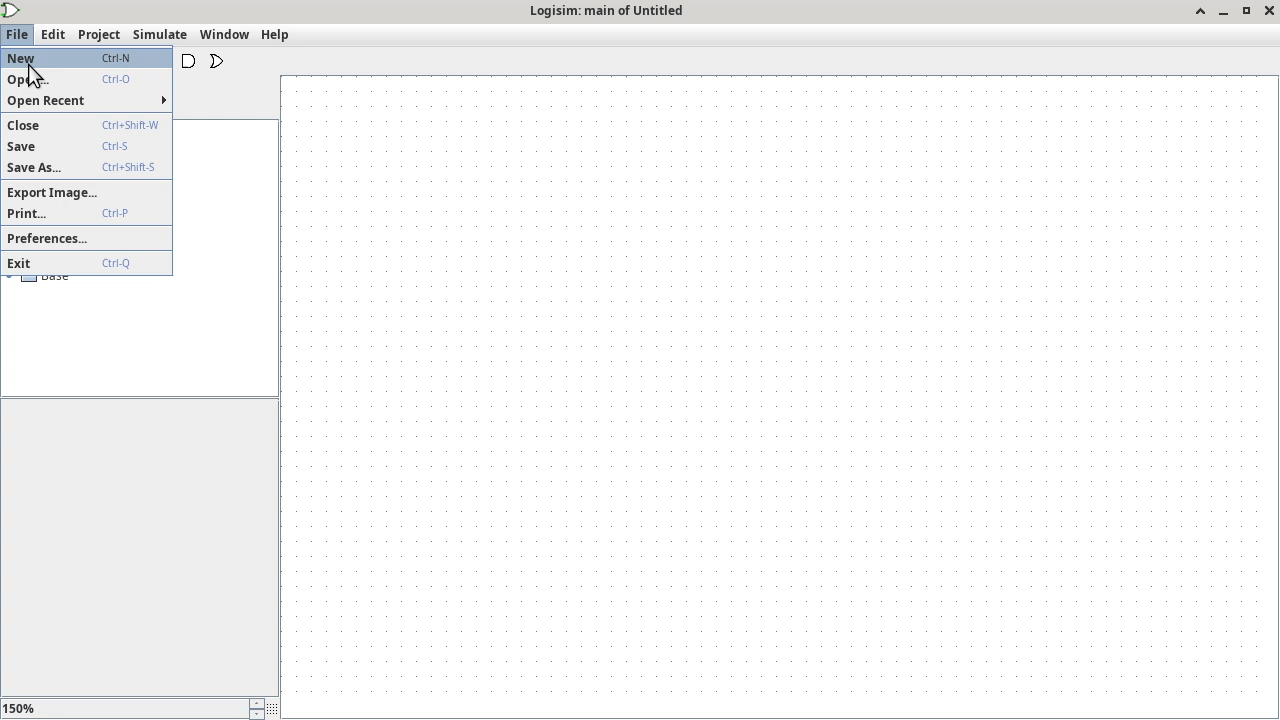 Logisim: main of Untitled
File Edit Project Simulate Window Help
New Ctrl-N
Ctrl-O
Open Recent
Close Ctrl+Shift-W
Save Ctrl-S
Save As... Ctrl+Shift-S
Export Image...
Print... Ctrl-P
Preferences...
Exit Ctrl-Q
Base
150%